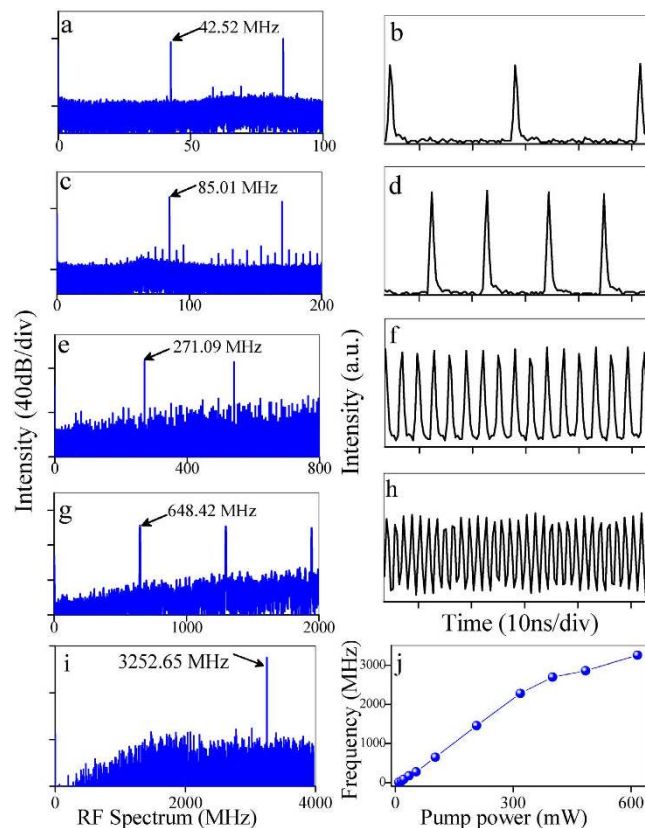 a
42.52 MHz
0
100
b
c
85.01 MHz
0
100
200
d
Intensity (40dB/div)
e
271.09 MHz
0
400
800
Intensity (a.u.)
f
g
648.42 MHz
0
1000
2000
h
Time (10ns/div)
i
3252.65 MHz
0
2000
4000
RF Spectrum (MHz)
j
Frequency (MHz)
3000
2000
1000
0
0
300
600
Pump power (mW)